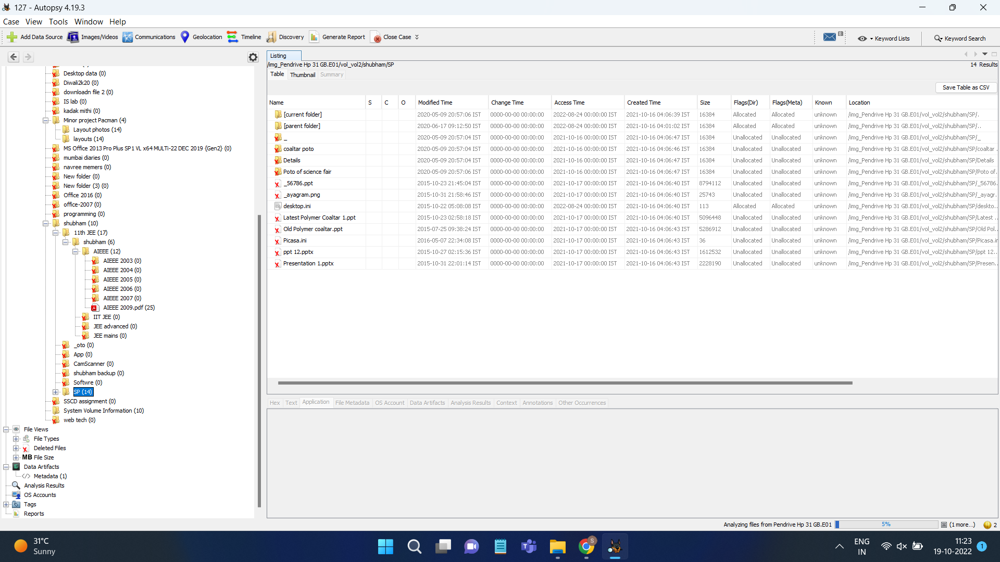 127 - Autopsy 4.19.3
Case View Tools Window Help
Add Data Source Images/Videos Communications Geolocation Timeline Discovery Generate Report Close Case
8 Keyword Lists Keyword Search
Desktop data (0)
Diwali2k20 (0)
downloadn file 2 (0)
IS lab (0)
kadak mithi (0)
Minor project Pacman (4)
Layout photos (14)
layouts (14)
MS Office 2013 Pro Plus SP1 VL x64 MULTi-22 DEC 2019 {Gen2} (0)
mumbai diaries (0)
navree memers (0)
New folder (0)
New folder (3) (0)
Office 2016 (0)
office-2007 (0)
programming (0)
shubham (10)
11th JEE (17)
shubham (6)
AIEEE (12)
AIEEE 2003 (0)
AIEEE 2004 (0)
AIEEE 2005 (0)
AIEEE 2006 (0)
AIEEE 2007 (0)
AIEEE 2009.pdf (25)
IIT JEE (0)
JEE advanced (0)
JEE mains (0)
_oto (0)
App (0)
CamScanner (0)
shubham backup (0)
Softwre (0)
SP (14)
SSCD assignment (0)
System Volume Information (10)
web tech (0)
File Views
File Types
Deleted Files
MB File Size
Data Artifacts
Metadata (1)
Analysis Results
OS Accounts
Tags
Reports
Listing
/img_Pendrive Hp 31 GB.E01/vol_vol2/shubham/SP 14 Results
Table Thumbnail Summary
Save Table as CSV
Name S C O Modified Time Change Time Access Time Created Time Size Flags(Dir) Flags(Meta) Known Location
[current folder] 2020-05-09 20:57:06 IST 0000-00-00 00:00:00 2022-08-24 00:00:00 IST 2021-10-16 04:06:39 IST 16384 Allocated Allocated unknown /img_Pendrive Hp 31 GB.E01/vol_vol2/shubham/SP/.
[parent folder] 2020-06-17 09:12:50 IST 0000-00-00 00:00:00 2022-08-24 00:00:00 IST 2021-10-16 04:01:02 IST 16384 Allocated Allocated unknown /img_Pendrive Hp 31 GB.E01/vol_vol2/shubham/SP/..
_ 2020-05-09 20:57:04 IST 0000-00-00 00:00:00 2021-10-16 00:00:00 IST 2021-10-16 04:06:47 IST 16384 Unallocated Unallocated unknown /img_Pendrive Hp 31 GB.E01/vol_vol2/shubham/SP/_
coaltar poto 2020-05-09 20:57:04 IST 0000-00-00 00:00:00 2021-10-16 00:00:00 IST 2021-10-16 04:06:46 IST 16384 Unallocated Unallocated unknown /img_Pendrive Hp 31 GB.E01/vol_vol2/shubham/SP/coaltar ...
Details 2020-05-09 20:57:04 IST 0000-00-00 00:00:00 2021-10-16 00:00:00 IST 2021-10-16 04:06:47 IST 16384 Unallocated Unallocated unknown /img_Pendrive Hp 31 GB.E01/vol_vol2/shubham/SP/Details
Poto of science fair 2020-05-09 20:57:06 IST 0000-00-00 00:00:00 2021-10-16 00:00:00 IST 2021-10-16 04:06:47 IST 16384 Unallocated Unallocated unknown /img_Pendrive Hp 31 GB.E01/vol_vol2/shubham/SP/Poto of...
_56786.ppt 2015-10-23 21:45:04 IST 0000-00-00 00:00:00 2021-10-17 00:00:00 IST 2021-10-16 04:06:40 IST 8794112 Unallocated Unallocated unknown /img_Pendrive Hp 31 GB.E01/vol_vol2/shubham/SP/_56786...
_ayagram.png 2015-10-31 21:58:46 IST 0000-00-00 00:00:00 2021-10-17 00:00:00 IST 2021-10-16 04:06:40 IST 25743 Unallocated Unallocated unknown /img_Pendrive Hp 31 GB.E01/vol_vol2/shubham/SP/_ayagr...
desktop.ini 2015-10-22 05:08:08 IST 0000-00-00 00:00:00 2022-08-24 00:00:00 IST 2021-10-16 04:06:40 IST 113 Allocated Allocated unknown /img_Pendrive Hp 31 GB.E01/vol_vol2/shubham/SP/deskto...
Latest Polymer Coaltar 1.ppt 2015-10-23 02:58:18 IST 0000-00-00 00:00:00 2021-10-17 00:00:00 IST 2021-10-16 04:06:40 IST 5096448 Unallocated Unallocated unknown /img_Pendrive Hp 31 GB.E01/vol_vol2/shubham/SP/Latest ...
Old Polymer coaltar.ppt 2015-07-25 09:38:24 IST 0000-00-00 00:00:00 2021-10-17 00:00:00 IST 2021-10-16 04:06:43 IST 5286912 Unallocated Unallocated unknown /img_Pendrive Hp 31 GB.E01/vol_vol2/shubham/SP/Old Pol...
Picasa.ini 2016-05-07 22:34:08 IST 0000-00-00 00:00:00 2021-10-17 00:00:00 IST 2021-10-16 04:06:43 IST 36 Unallocated Unallocated unknown /img_Pendrive Hp 31 GB.E01/vol_vol2/shubham/SP/Picasa.in
ppt 12.pptx 2015-10-27 02:15:36 IST 0000-00-00 00:00:00 2021-10-17 00:00:00 IST 2021-10-16 04:06:43 IST 1612532 Unallocated Unallocated unknown /img_Pendrive Hp 31 GB.E01/vol_vol2/shubham/SP/ppt 12...
Presentation 1.pptx 2015-10-31 22:01:14 IST 0000-00-00 00:00:00 2021-10-17 00:00:00 IST 2021-10-16 04:06:43 IST 2228190 Unallocated Unallocated unknown /img_Pendrive Hp 31 GB.E01/vol_vol2/shubham/SP/Presen...
Hex Text Application File Metadata OS Account Data Artifacts Analysis Results Context Annotations Other Occurrences
Analyzing files from Pendrive Hp 31 GB.E01 5% (1 more...) 2
31°C
Sunny
ENG
IN
11:23
19-10-2022
1